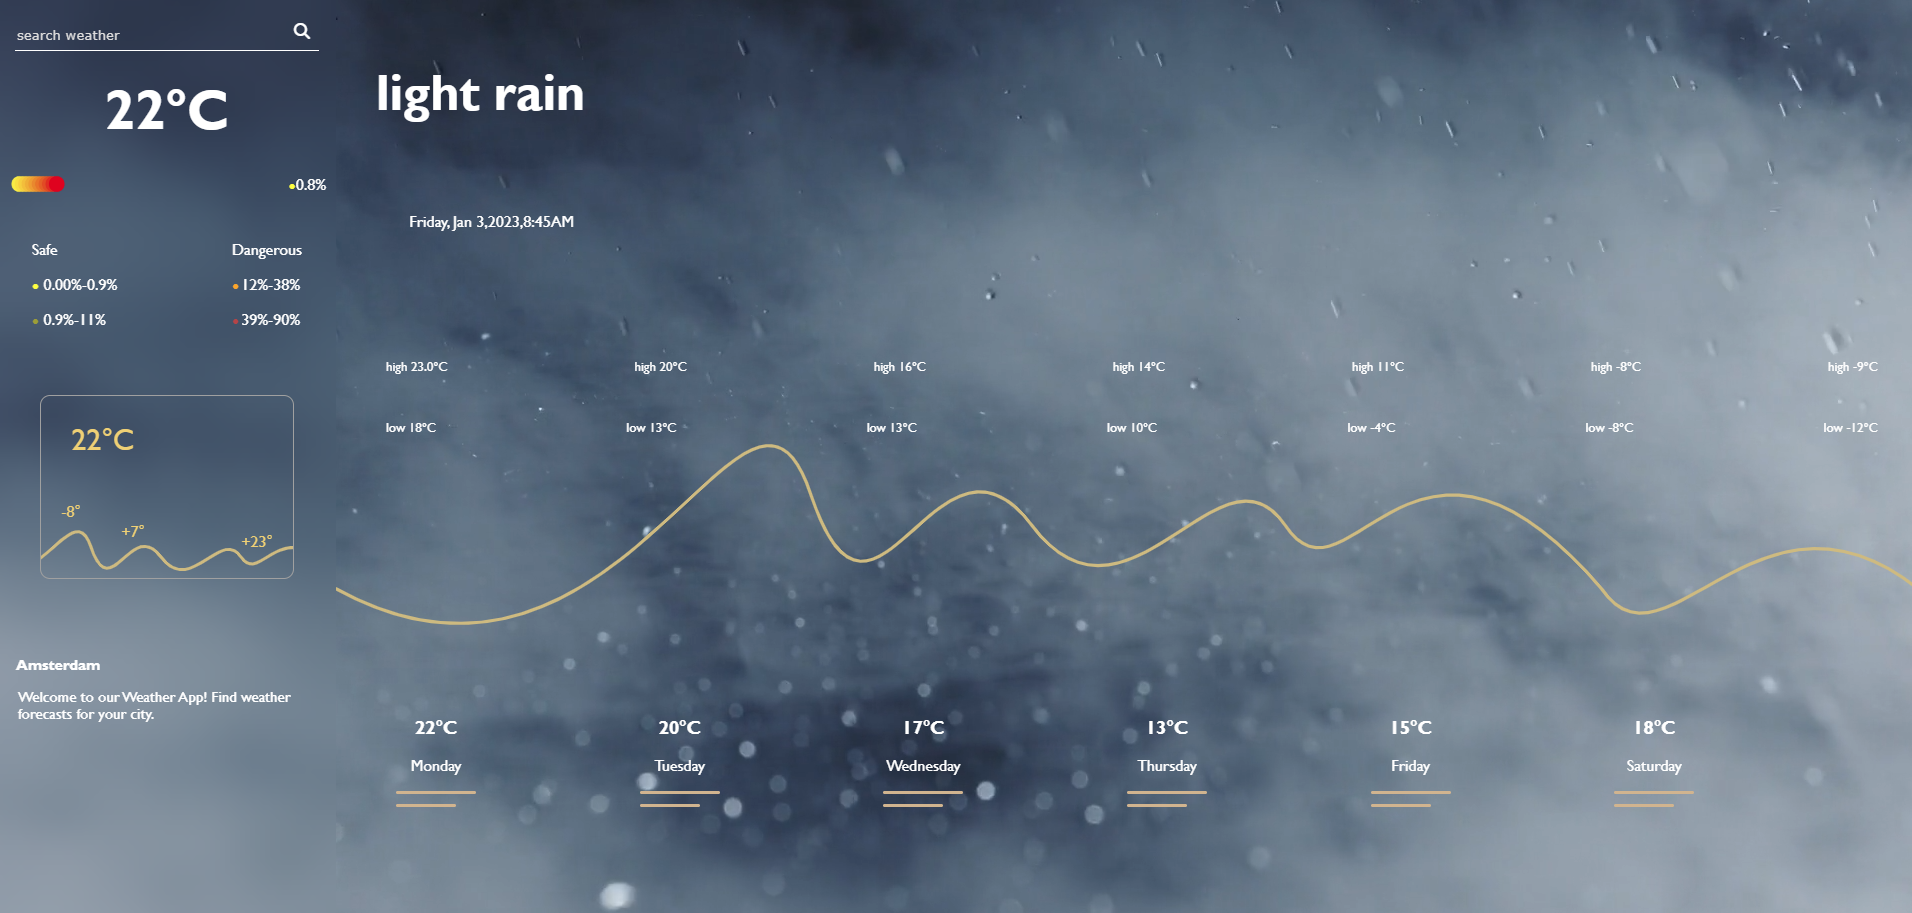 search weather
22°C
0.8%
Safe
Dangerous
0.00%-0.9%
12%-38%
0.9%-11%
39%-90%
22°C
-8°
+7°
+23°
Amsterdam
Welcome to our Weather App! Find weather
forecasts for your city.
light rain
Friday, Jan 3,2023,8:45AM
high 23.0°C
high 20°C
high 16°C
high 14°C
high 11°C
high -8°C
high -9°C
low 18°C
low 13°C
low 13°C
low 10°C
low -4°C
low -8°C
low -12°C
22°C
20°C
17°C
13°C
15°C
18°C
Monday
Tuesday
Wednesday
Thursday
Friday
Saturday